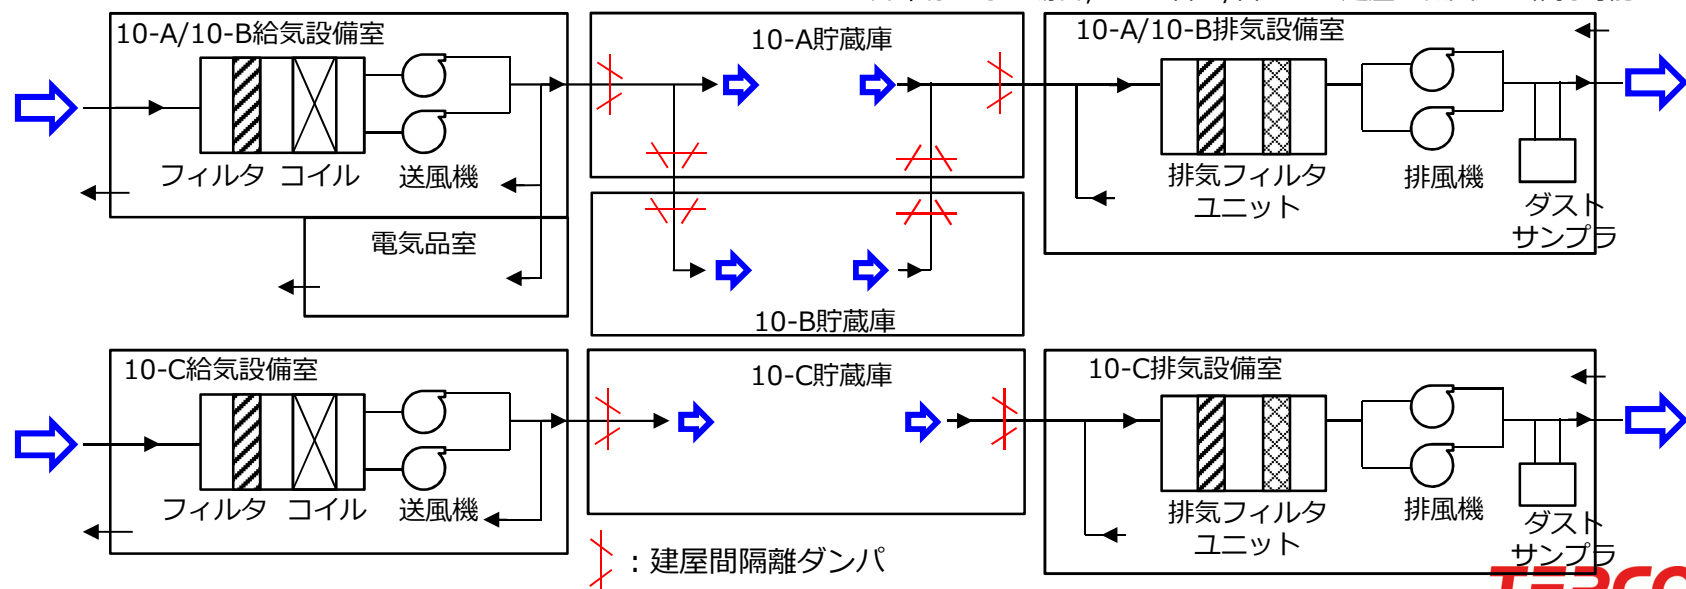 10-A/10-B給気設備室
10-A貯蔵庫
10-A/10-B排気設備室
フィルタ
コイル
送風機
排気フィルタ
ユニット
排風機
ダスト
サンプラ
電気品室
10-B貯蔵庫
10-C給気設備室
10-C貯蔵庫
10-C排気設備室
フィルタ
コイル
送風機
排気フィルタ
ユニット
排風機
ダスト
サンプラ
：建屋間隔離ダンパ